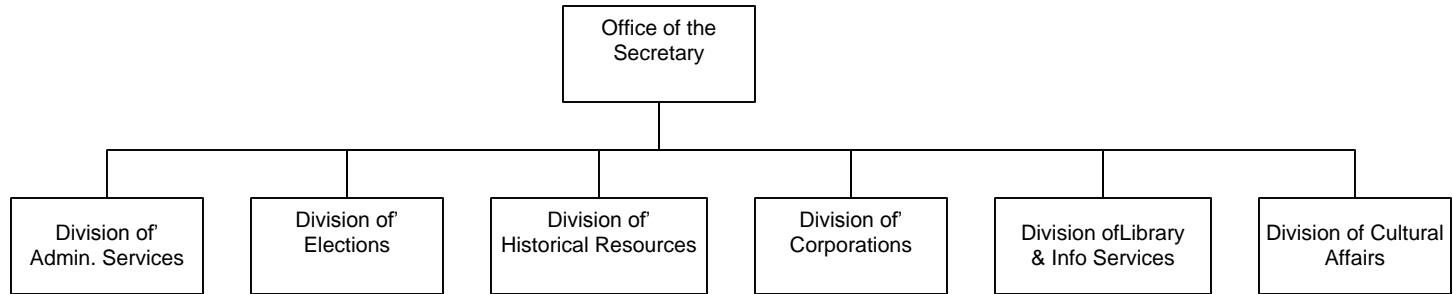 Office of the
Secretary
Division of’
Admin. Services
Division of’
Elections
Division of’
Historical Resources
Division of’
Corporations
Division ofLibrary
& Info Services
Division of Cultural
Affairs